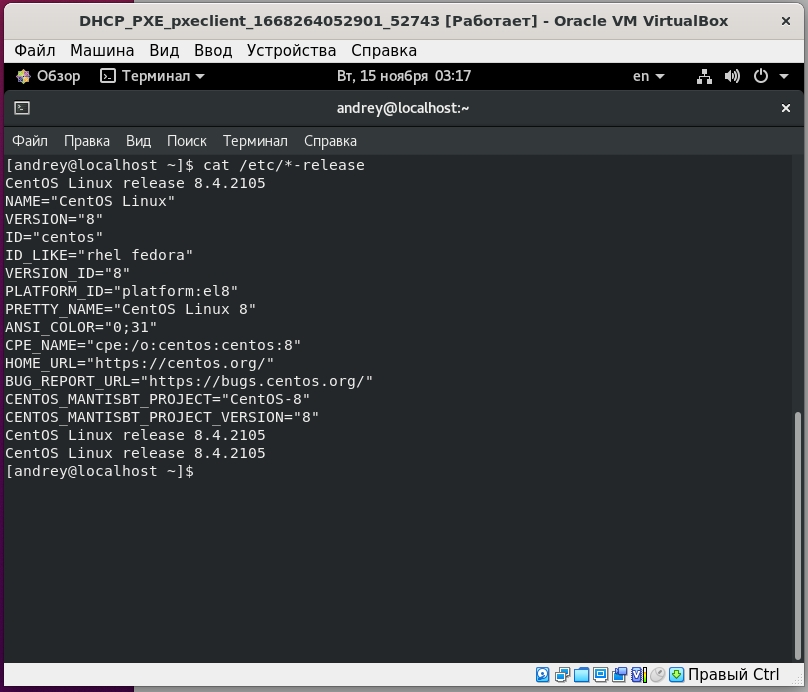 DHCP_PXE_pxeclient_1668264052901_52743 [Работает] - Oracle VM VirtualBox
Файл Машина Вид Ввод Устройства Справка
Обзор Терминал Вт, 15 ноября 03:17 en
andrey@localhost:~
Файл Правка Вид Поиск Терминал Справка
[andrey@localhost ~]$ cat /etc/*-release
CentOS Linux release 8.4.2105
NAME="CentOS Linux"
VERSION="8"
ID="centos"
ID_LIKE="rhel fedora"
VERSION_ID="8"
PLATFORM_ID="platform:el8"
PRETTY_NAME="CentOS Linux 8"
ANSI_COLOR="0;31"
CPE_NAME="cpe:/o:centos:centos:8"
HOME_URL="https://centos.org/"
BUG_REPORT_URL="https://bugs.centos.org/"
CENTOS_MANTISBT_PROJECT="CentOS-8"
CENTOS_MANTISBT_PROJECT_VERSION="8"
CentOS Linux release 8.4.2105
CentOS Linux release 8.4.2105
[andrey@localhost ~]$
Правый Ctrl